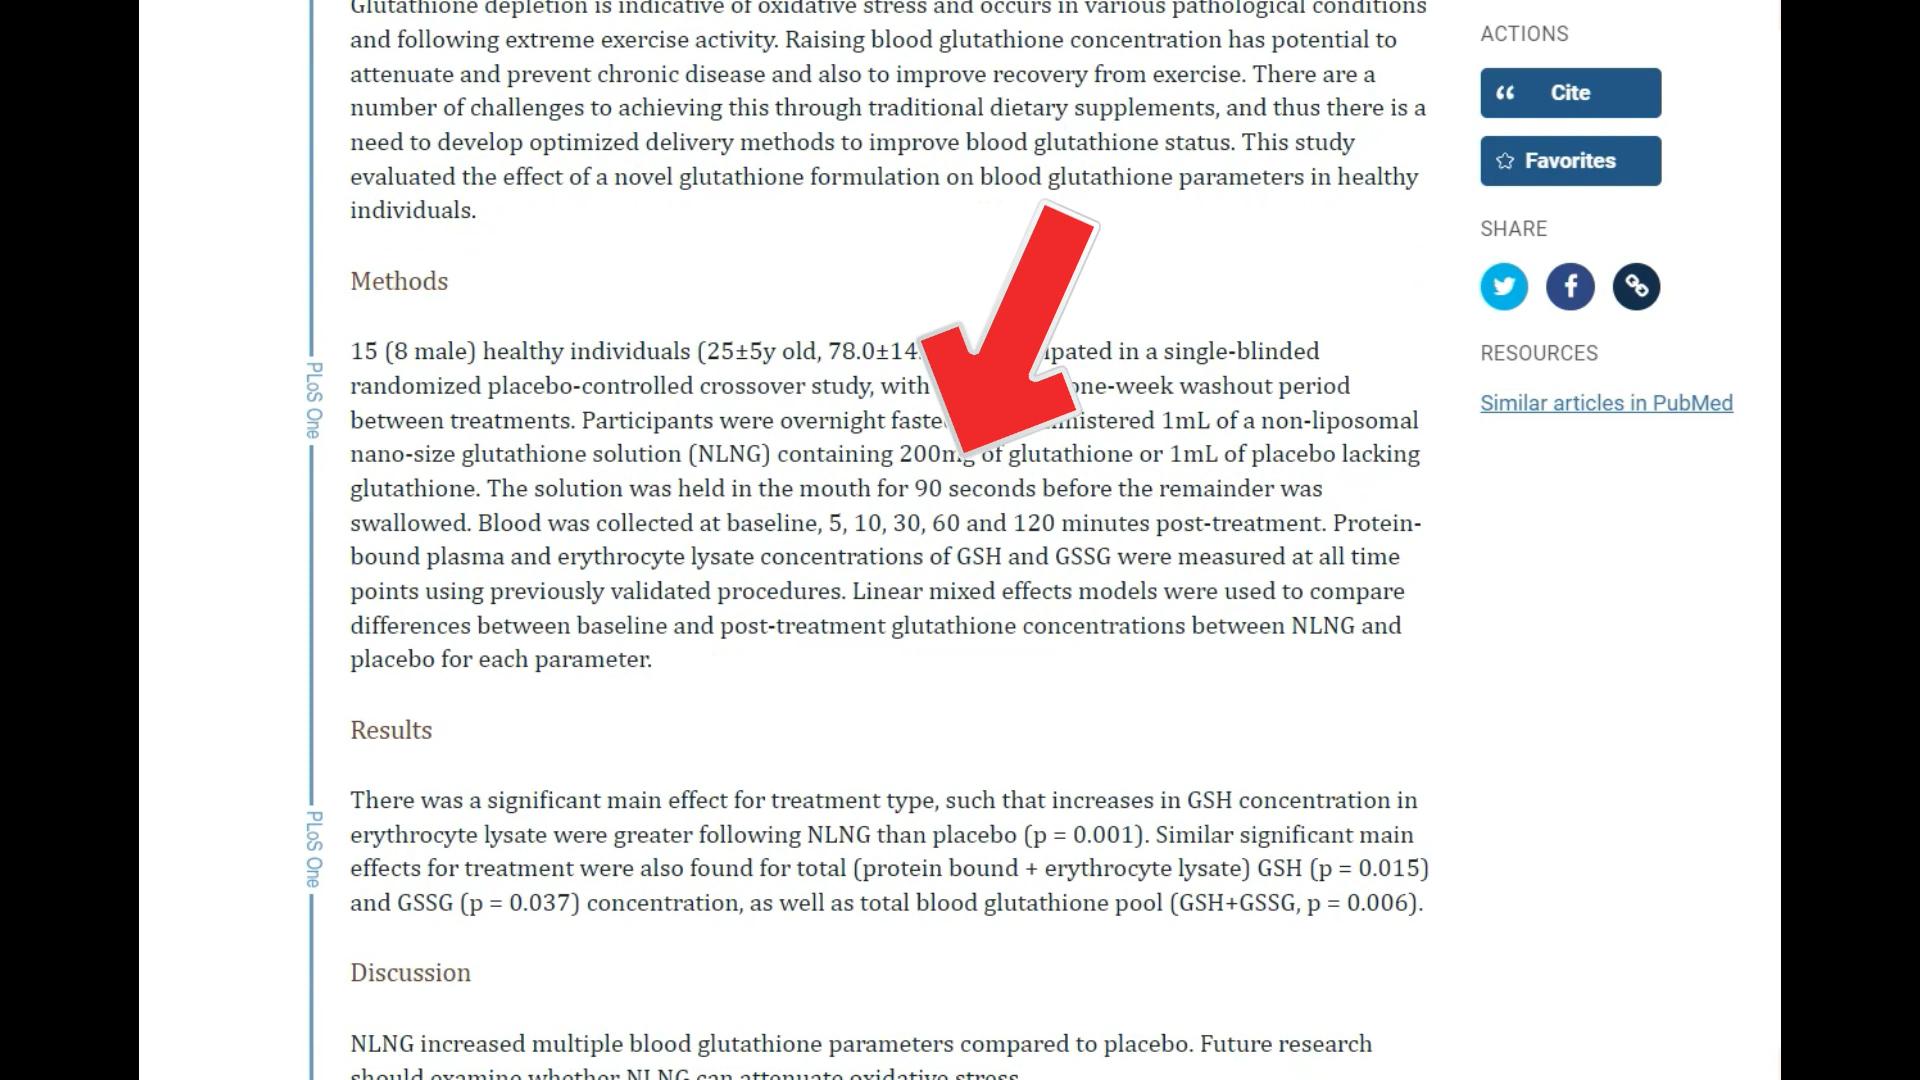 Glutathione depletion is indicative of oxidative stress and occurs in various pathological conditions
and following extreme exercise activity. Raising blood glutathione concentration has potential to
attenuate and prevent chronic disease and also to improve recovery from exercise. There are a
number of challenges to achieving this through traditional dietary supplements, and thus there is a
need to develop optimized delivery methods to improve blood glutathione status. This study
evaluated the effect of a novel glutathione formulation on blood glutathione parameters in healthy
individuals.
Methods
15 (8 male) healthy individuals (25±5y old, 78.0±14 in a single-blinded
randomized placebo-controlled crossover study, with one-week washout period
between treatments. Participants were overnight 1mL of a non-liposomal
nano-size glutathione solution (NLNG) containing 200mg of glutathione or 1mL of placebo lacking
glutathione. The solution was held in the mouth for 90 seconds before the remainder was
swallowed. Blood was collected at baseline, 5, 10, 30, 60 and 120 minutes post-treatment. Protein-
bound plasma and erythrocyte lysate concentrations of GSH and GSSG were measured at all time
points using previously validated procedures. Linear mixed effects models were used to compare
differences between baseline and post-treatment glutathione concentrations between NLNG and
placebo for each parameter.
Results
There was a significant main effect for treatment type, such that increases in GSH concentration in
erythrocyte lysate were greater following NLNG than placebo (p = 0.001). Similar significant main
effects for treatment were also found for total (protein bound + erythrocyte lysate) GSH (p = 0.015)
and GSSG (p = 0.037) concentration, as well as total blood glutathione pool (GSH+GSSG, p = 0.006).
Discussion
NLNG increased multiple blood glutathione parameters compared to placebo. Future research
should examine whether NLNG can attenuate oxidative stress.
PLoS One
PLoS One
ACTIONS
Cite
Favorites
SHARE
RESOURCES
Similar articles in PubMed